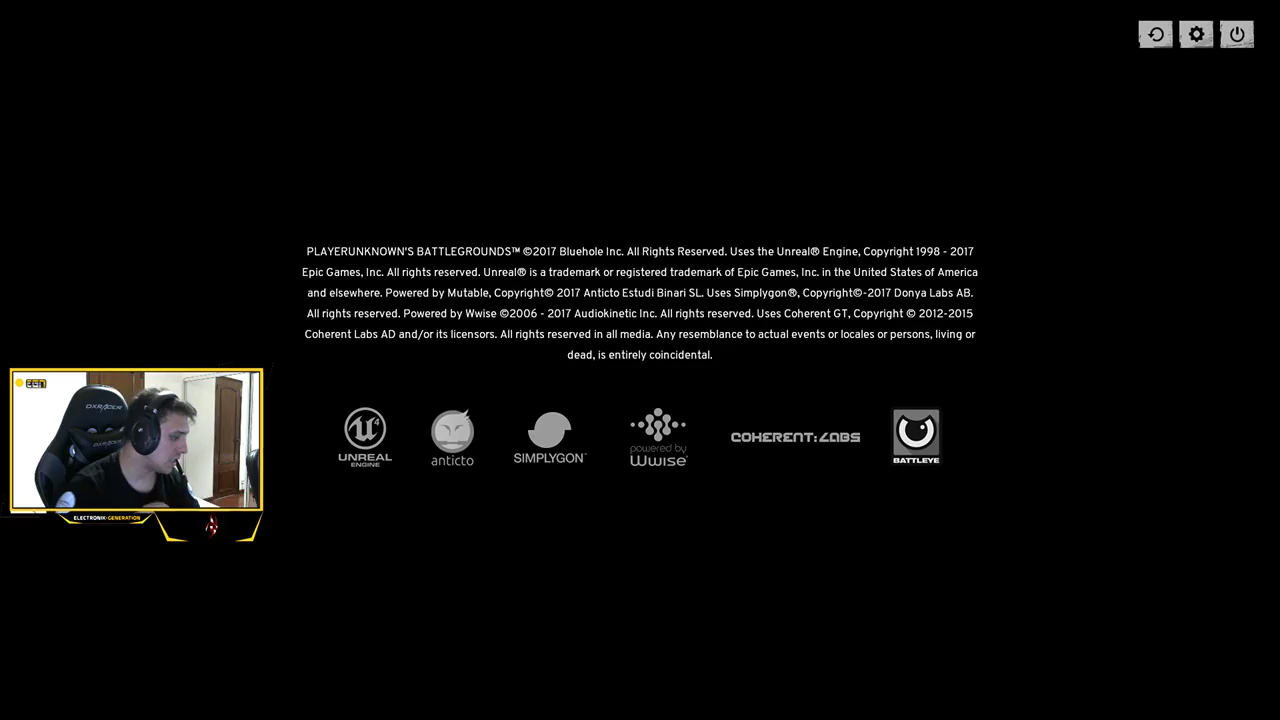 PLAYERUNKNOWN'S BATTLEGROUNDS™ ©2017 Bluehole Inc. All Rights Reserved. Uses the Unreal® Engine, Copyright 1998 - 2017
Epic Games, Inc. All rights reserved. Unreal® is a trademark or registered trademark of Epic Games, Inc. in the United States of America
and elsewhere. Powered by Mutable, Copyright© 2017 Anticto Estudi Binari SL. Uses Simplygon®, Copyright©-2017 Donya Labs AB.
All rights reserved. Powered by Wwise ©2006 - 2017 Audiokinetic Inc. All rights reserved. Uses Coherent GT, Copyright © 2012-2015
Coherent Labs AD and/or its licensors. All rights reserved in all media. Any resemblance to actual events or locales or persons, living or
dead, is entirely coincidental.
EGN
DXRACER
DXRACER
ELECTRONIK-GENERATION
UNREAL
ENGINE
4
anticto
SIMPLYGON™
powered by
Wwise®
COHERENT:LABS
BATTLEYE